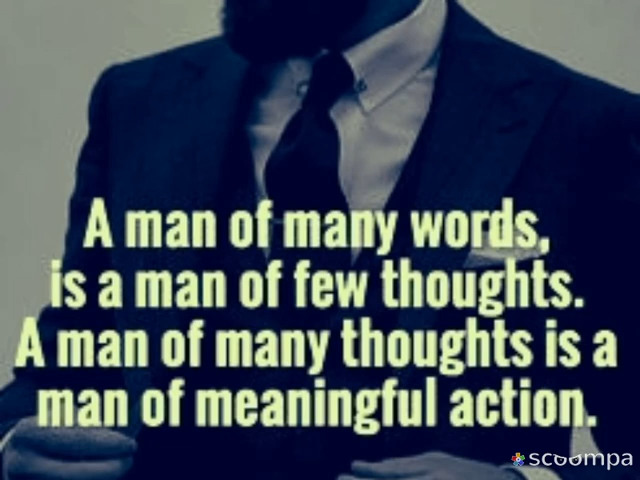 A man of many words,
is a man of few thoughts.
A man of many thoughts is a
man of meaningful action.
scoompa